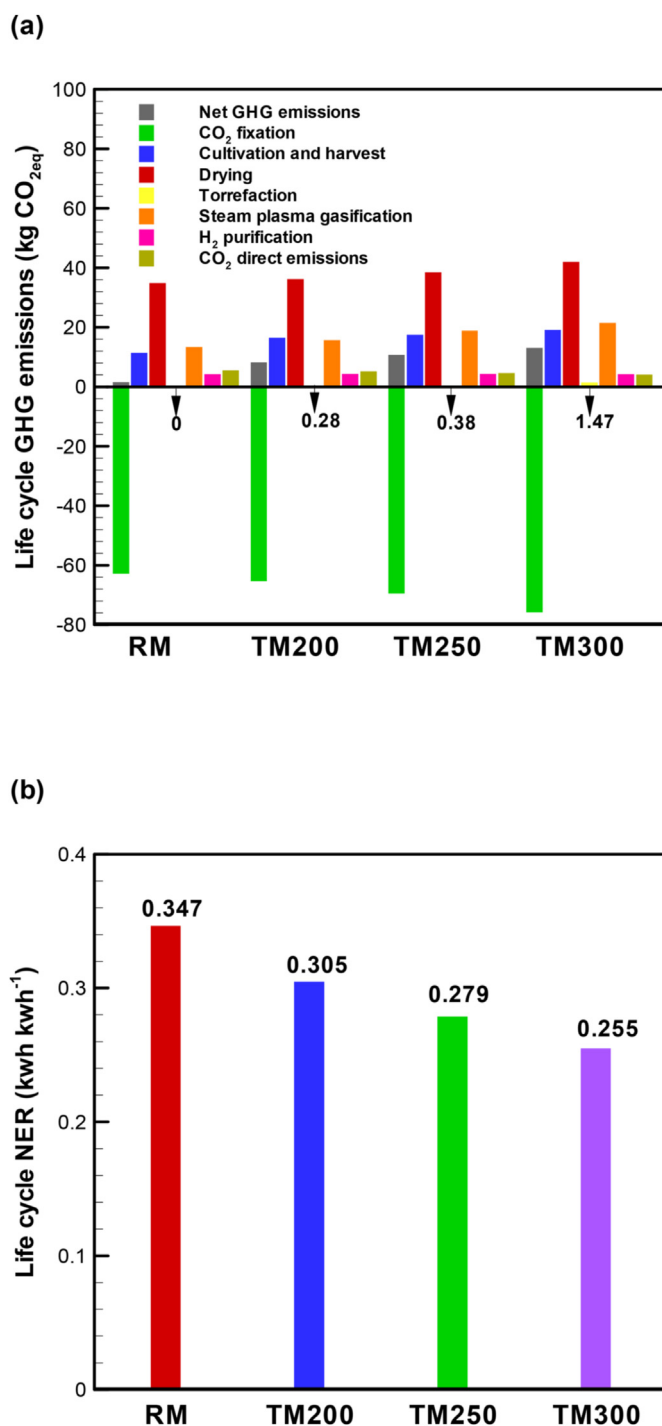 (a)
Life cycle GHG emissions (kg CO2eq)
100
80
60
40
20
0
-20
-40
-60
-80
Net GHG emissions
CO2 fixation
Cultivation and harvest
Drying
Torrefaction
Steam plasma gasification
H2 purification
CO2 direct emissions
0
0.28
0.38
1.47
RM TM200 TM250 TM300
(b)
Life cycle NER (kwh kwh-1)
0.4
0.3
0.2
0.1
0
0.347
0.305
0.279
0.255
RM TM200 TM250 TM300